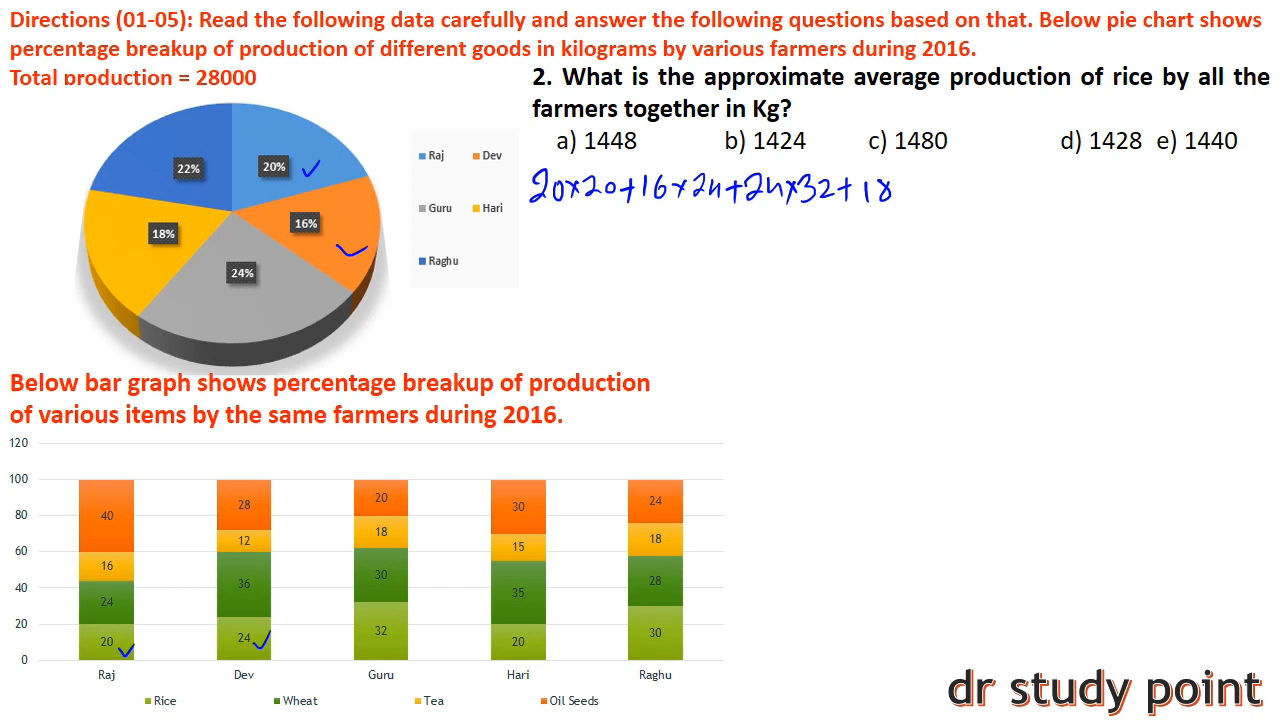 Directions (01-05): Read the following data carefully and answer the following questions based on that. Below pie chart shows
percentage breakup of production of different goods in kilograms by various farmers during 2016.
Total production = 28000
2. What is the approximate average production of rice by all the
farmers together in Kg?
a) 1448 b) 1424 c) 1480 d) 1428 e) 1440
20×20+16×24+24×32+18
22% 20%
16%
18%
24%
Raj Dev
Guru Hari
Raghu
Below bar graph shows percentage breakup of production
of various items by the same farmers during 2016.
120
100
80
60
40
20
0
40 28 20 30 24
16 12 18 15 18
24 36 30 35 28
20 24 32 20 30
Raj Dev Guru Hari Raghu
Rice Wheat Tea Oil Seeds
dr study point